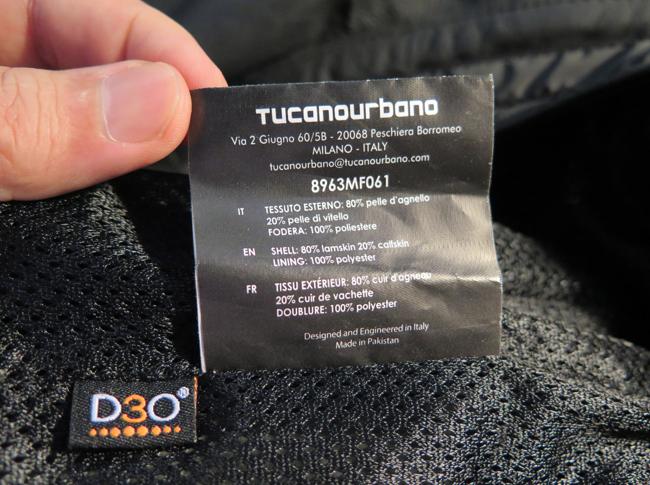 TUCANOURBANO
Via 2 Giugno 60/5B - 20068 Peschiera Borromeo
MILANO - ITALY
tucanourbano@tucanourbano.com
8963MF061
IT TESSUTO ESTERNO: 80% pelle d'agnello
20% pelle di vitello
FODERA: 100% poliestere
EN SHELL: 80% lamskin 20% calfskin
LINING: 100% polyester
FR TISSU EXTÉRIEUR: 80% cuir d'agneau
20% cuir de vachette
DOUBLURE: 100% polyester
Designed and Engineered in Italy
Made in Pakistan
D3O®